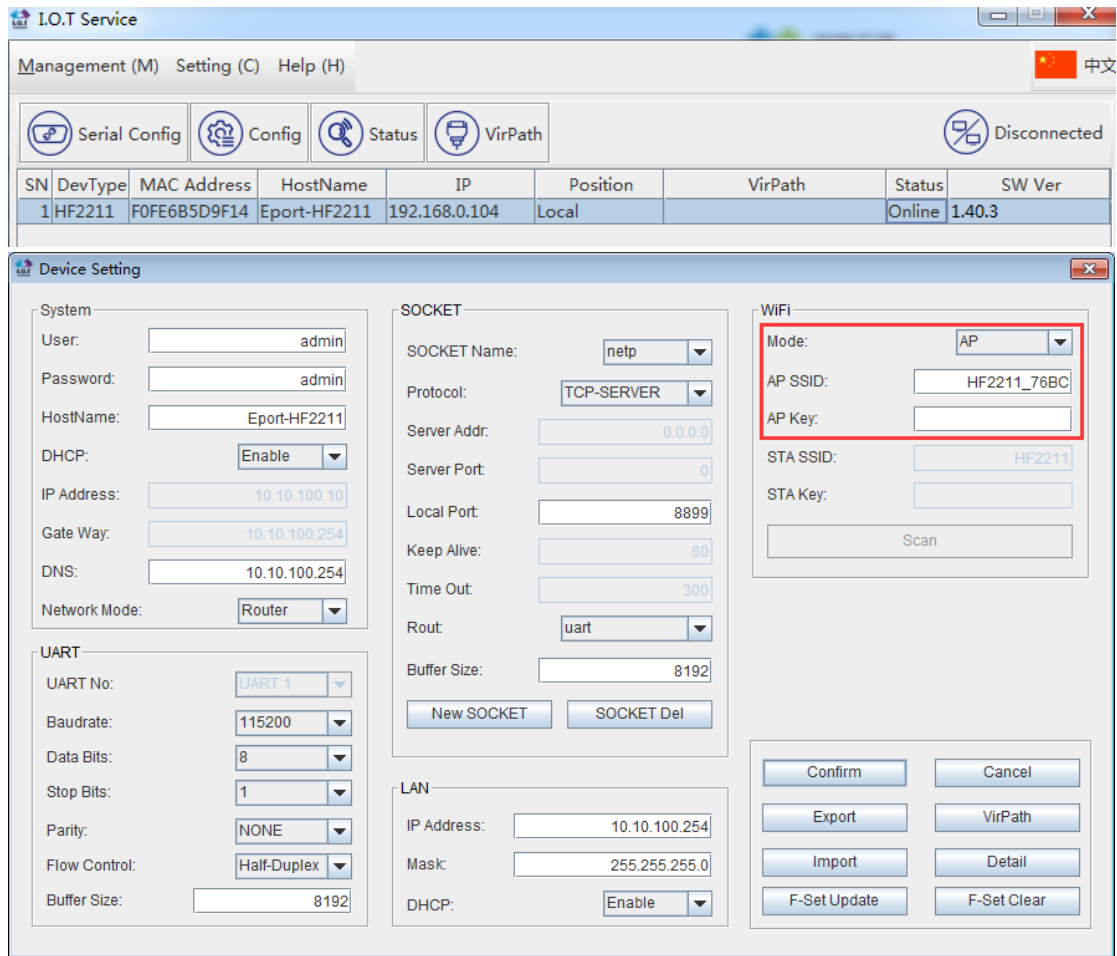 I.O.T Service
Management (M) Setting (C) Help (H) 中文
Serial Config Config Status VirPath Disconnected
SN DevType MAC Address HostName IP Position VirPath Status SW Ver
1 HF2211 F0FE6B5D9F14 Eport-HF2211 192.168.0.104 Local Online 1.40.3
Device Setting
System
User: admin
Password: admin
HostName: Eport-HF2211
DHCP: Enable
IP Address: 10.10.100.10
Gate Way: 10.10.100.254
DNS: 10.10.100.254
Network Mode: Router
UART
UART No: UART 1
Baudrate: 115200
Data Bits: 8
Stop Bits: 1
Parity: NONE
Flow Control: Half-Duplex
Buffer Size: 8192
SOCKET
SOCKET Name: netp
Protocol: TCP-SERVER
Server Addr: 0.0.0.0
Server Port: 0
Local Port: 8899
Keep Alive: 60
Time Out: 300
Rout: uart
Buffer Size: 8192
New SOCKET SOCKET Del
LAN
IP Address: 10.10.100.254
Mask: 255.255.255.0
DHCP: Enable
WiFi
Mode: AP
AP SSID: HF2211_76BC
AP Key:
STA SSID: HF2211
STA Key:
Scan
Confirm Cancel
Export VirPath
Import Detail
F-Set Update F-Set Clear